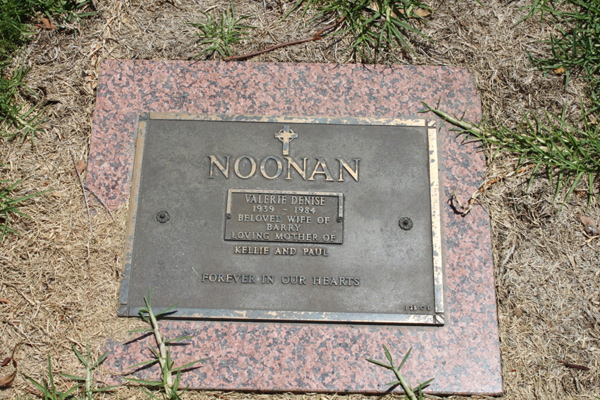 NOONAN
VALERIE DENISE
1939 - 1984
BELOVED WIFE OF
BARRY
LOVING MOTHER OF
KELLIE AND PAUL
FOREVER IN OUR HEARTS